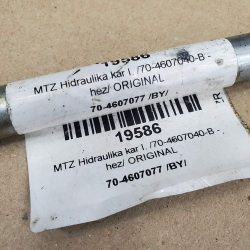 19586
MTZ Hidraulika kar l. /70-4607040-B -
hez/ ORIGINAL
70-4607077 /BY/
19586
MTZ Hidraulika kar l. /70-4607040-B -
hez/ ORIGINAL
70-4607077 /BY/